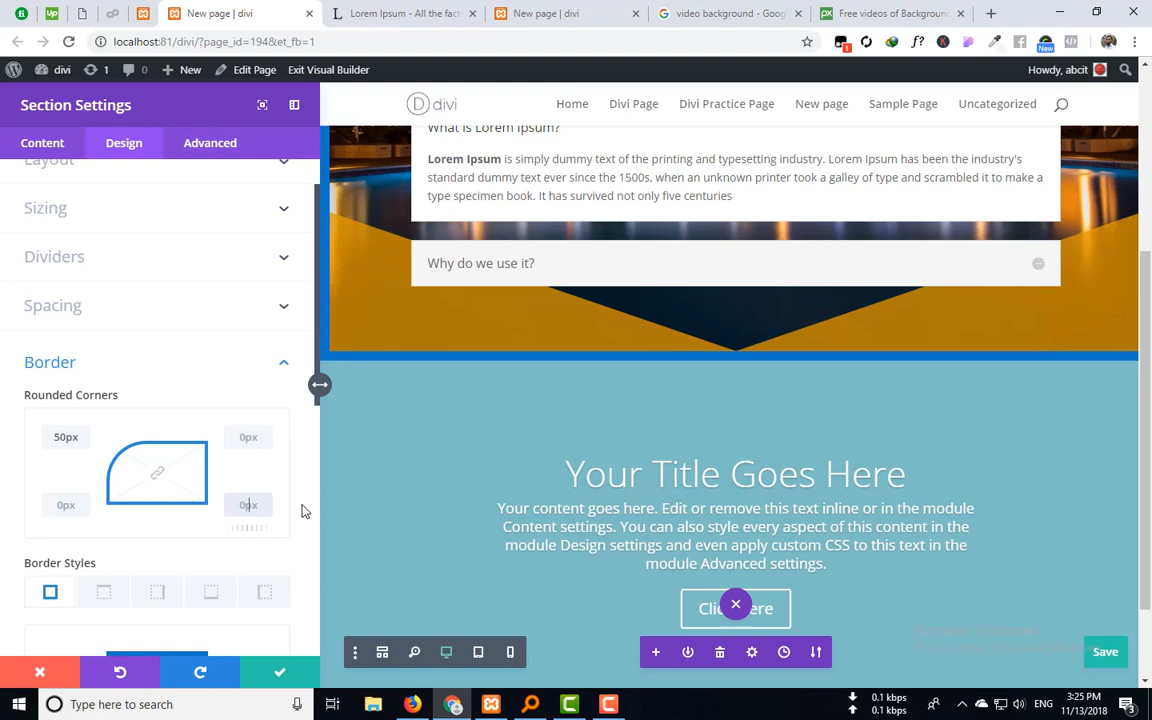 New page | divi
Lorem Ipsum - All the fac
New page | divi
video background - Goog
Free videos of Background
localhost:81/divi/?page_id=194&et_fb=1
divi
1
0
New
Edit Page
Exit Visual Builder
Howdy, abcit
Section Settings
Content
Design
Advanced
Layout
Sizing
Dividers
Spacing
Border
Rounded Corners
50px
0px
0px
0px
Border Styles
divi
Home
Divi Page
Divi Practice Page
New page
Sample Page
Uncategorized
What is Lorem Ipsum?
Lorem Ipsum is simply dummy text of the printing and typesetting industry. Lorem Ipsum has been the industry's
standard dummy text ever since the 1500s, when an unknown printer took a galley of type and scrambled it to make a
type specimen book. It has survived not only five centuries
Why do we use it?
Your Title Goes Here
Your content goes here. Edit or remove this text inline or in the module
Content settings. You can also style every aspect of this content in the
module Design settings and even apply custom CSS to this text in the
module Advanced settings.
Save
Type here to search
0.1 kbps
0.1 kbps
ENG
3:25 PM
11/13/2018
3